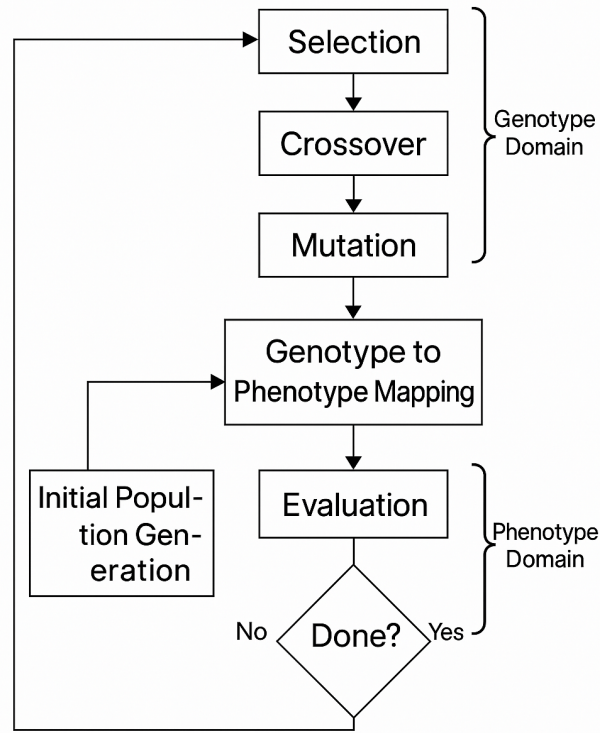 Selection
Crossover
Mutation
Genotype
Domain
Genotype to
Phenotype Mapping
Initial Popul-
tion Gen-
eration
Evaluation
Phenotype
Domain
No
Done?
Yes